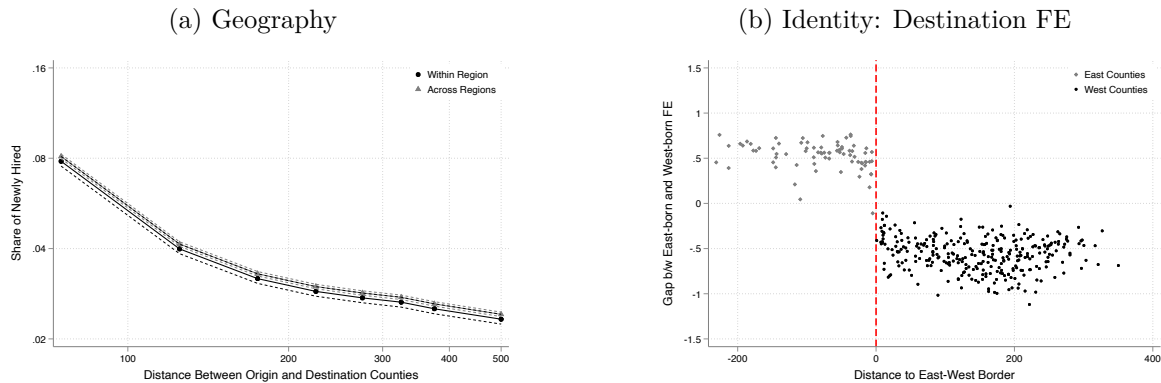 (a) Geography
.16
.08
.04
.02
Share of Newly Hired
Within Region
Across Regions
100
200
300
400
500
Distance Between Origin and Destination Counties
(b) Identity: Destination FE
1.5
1
.5
0
-.5
-1
-1.5
Gap b/w East-born and West-born FE
East Counties
West Counties
-200
0
200
400
Distance to East-West Border